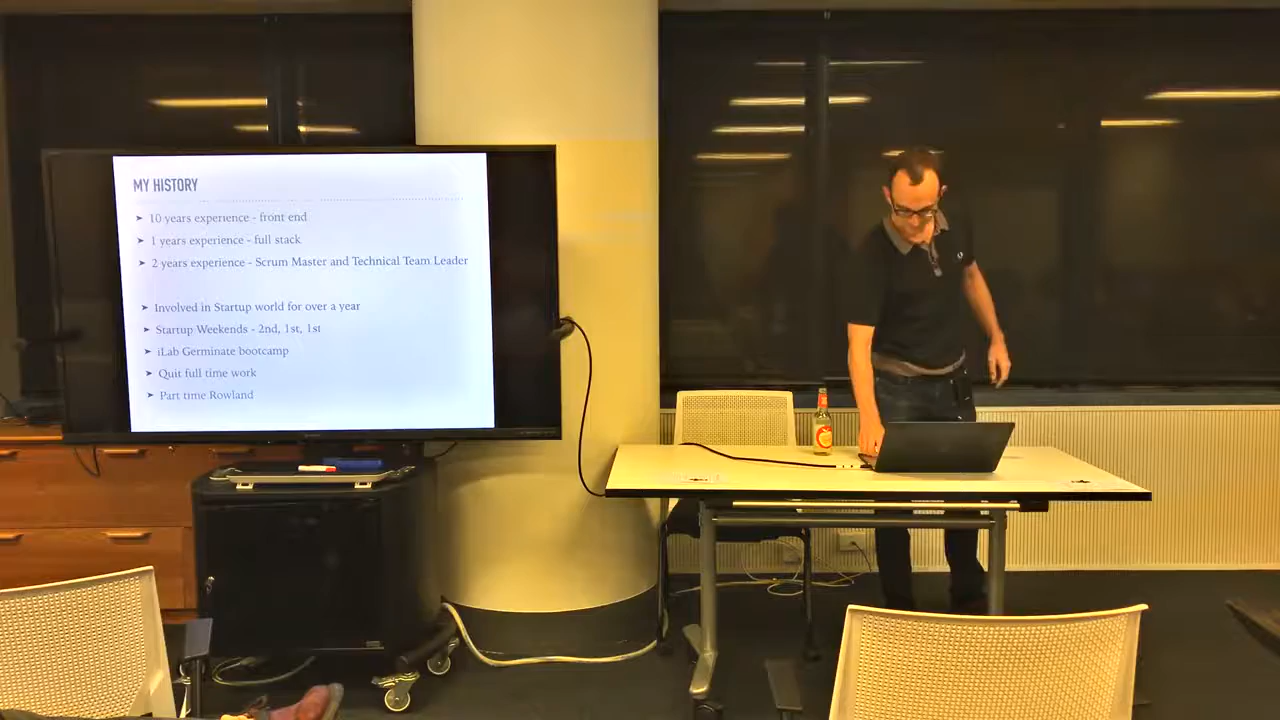 MY HISTORY
➤ 10 years experience - front end
➤ 1 years experience - full stack
➤ 2 years experience - Scrum Master and Technical Team Leader
➤ Involved in Startup world for over a year
➤ Startup Weekends - 2nd, 1st, 1st
➤ iLab Germinate bootcamp
➤ Quit full time work
➤ Part time Rowland